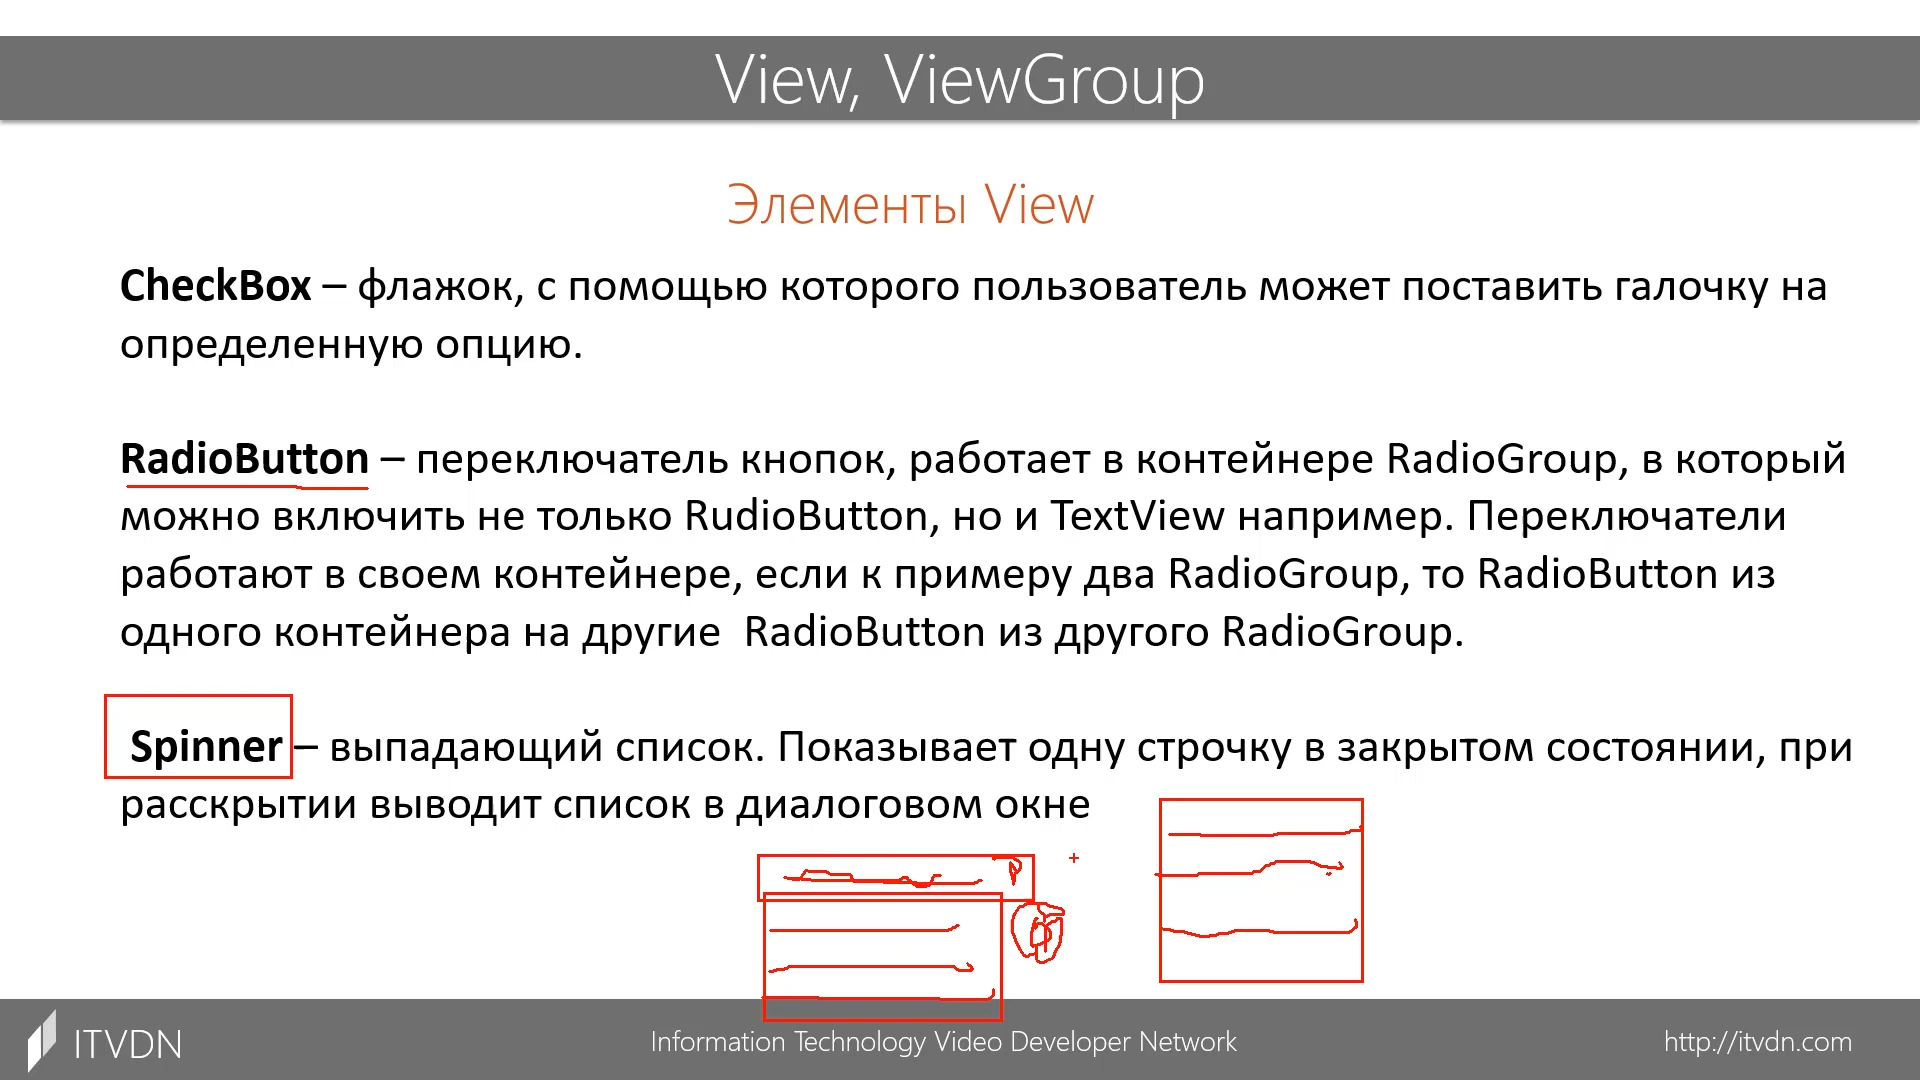 View, ViewGroup
Элементы View
CheckBox – флажок, с помощью которого пользователь может поставить галочку на
определенную опцию.
RadioButton – переключатель кнопок, работает в контейнере RadioGroup, в который
можно включить не только RudioButton, но и TextView например. Переключатели
работают в своем контейнере, если к примеру два RadioGroup, то RadioButton из
одного контейнера на другие  RadioButton из другого RadioGroup.
Spinner – выпадающий список. Показывает одну строчку в закрытом состоянии, при
расскрытии выводит список в диалоговом окне
ITVDN
Information Technology Video Developer Network
http://itvdn.com